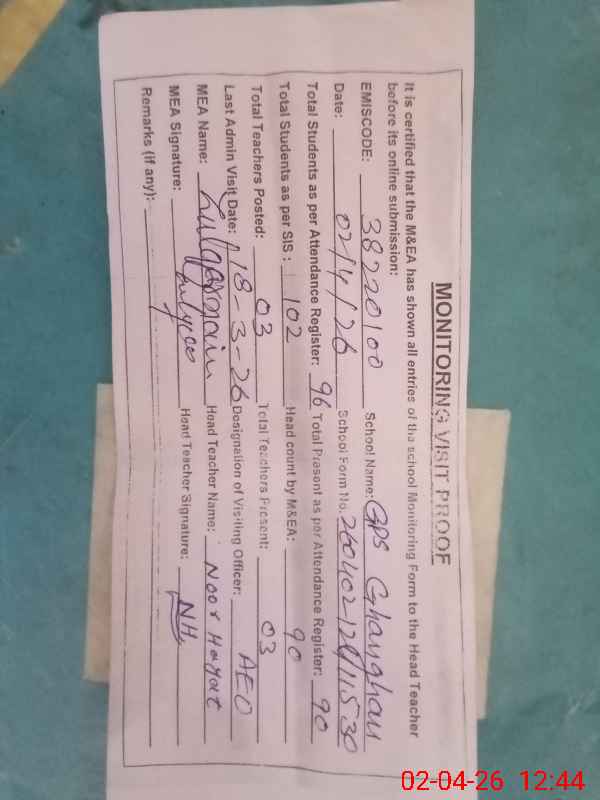 MONITORING VISIT PROOF
It is certified that the M&EA has shown all entries of the school Monitoring Form to the Head Teacher
before its online submission:
EMISCODE: 38220100 School Name: GPS Ghanghan
Date: 02/4/26 School Form No. 260402124111530
Total Students as per Attendance Register: 96 Total Present as per Attendance Register: 90
Total Students as per SIS: 102 Head count by M&EA: 90
Total Teachers Posted: 03 Total Teachers Present: 03
Last Admin Visit Date: 18-3-26 Designation of Visiting Officer: AEO
MEA Name: Zulqarnain Head Teacher Name: Noor Hayat
MEA Signature: Head Teacher Signature: NH
Remarks (if any):
02-04-26 12:44